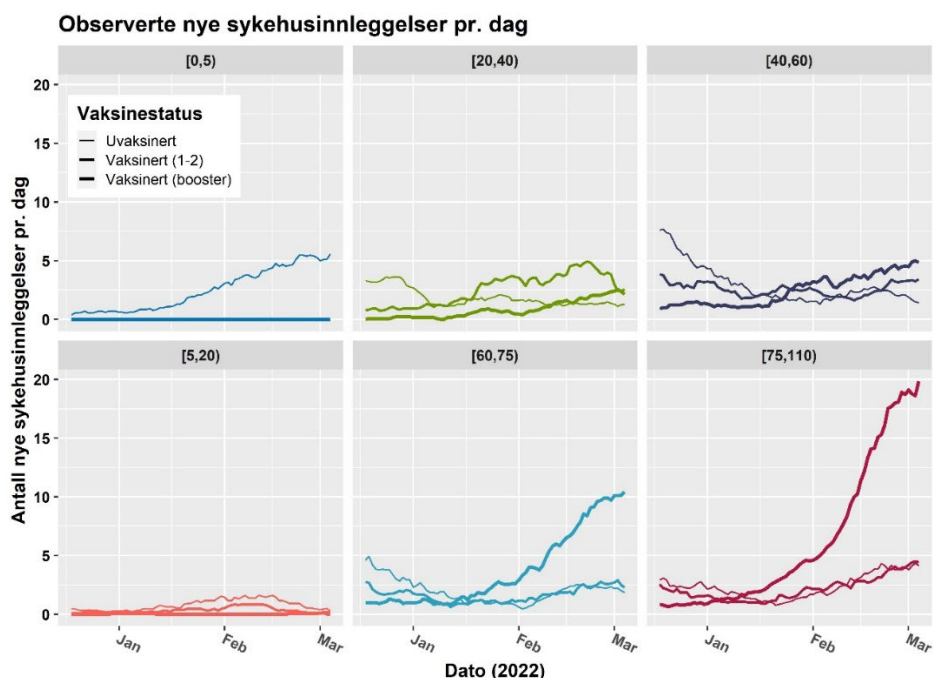 Observerte nye sykehusinnleggelser pr. dag
[0,5)
[20,40)
[40,60)
20
15
10
5
0
Vaksinestatus
Uvaksinert
Vaksinert (1-2)
Vaksinert (booster)
Antall nye sykehusinnleggelser pr. dag
[5,20)
[60,75)
[75,110)
20
15
10
5
0
Jan
Feb
Mar
Jan
Feb
Mar
Jan
Feb
Mar
Dato (2022)